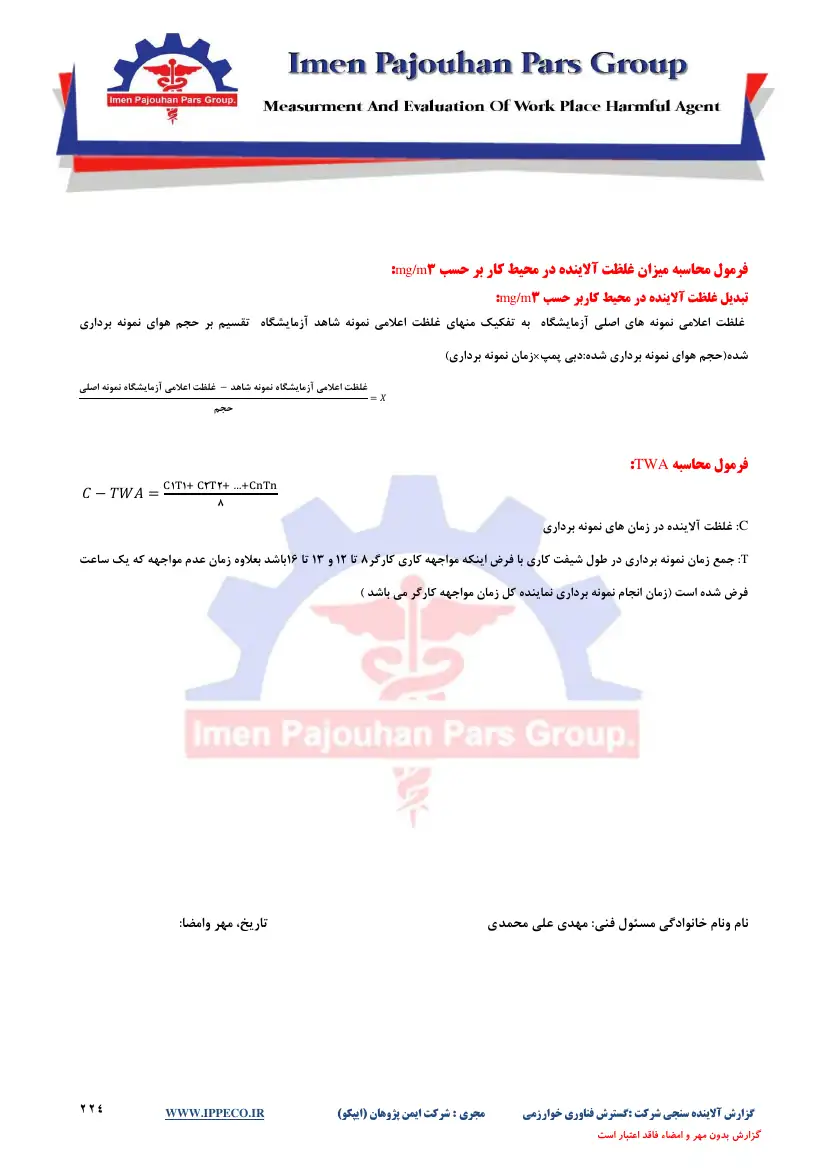 Imen Pajouhan Pars Group
Imen Pajouhan Pars Group.
Measurment And Evaluation Of Work Place Harmful Agent
فرمول محاسبه میزان غلظت آلاینده در محیط کار بر حسب mg/m۳:
تبدیل غلظت آلاینده در محیط کاربر حسب mg/m۳:
غلظت اعلامی نمونه های اصلی آزمایشگاه به تفکیک منهای غلظت اعلامی نمونه شاهد آزمایشگاه تقسیم بر حجم هوای نمونه برداری
شده(حجم هوای نمونه برداری شده:دبی پمپ×زمان نمونه برداری)
غلظت اعلامی آزمایشگاه نمونه اصلی – غلظت اعلامی آزمایشگاه نمونه شاهد
= X
حجم
فرمول محاسبه TWA:
C − TWA = C۱T۱+ C۲T۲+ …+CnTn
۸
C: غلظت آلاینده در زمان های نمونه برداری
T: جمع زمان نمونه برداری در طول شیفت کاری با فرض اینکه مواجهه کاری کارگر۸ تا ۱۲ و ۱۳ تا ۱۶باشد بعلاوه زمان عدم مواجهه که یک ساعت
فرض شده است (زمان انجام نمونه برداری نماینده کل زمان مواجهه کارگر می باشد )
Imen Pajouhan Pars Group.
نام ونام خانوادگی مسئول فنی: مهدی علی محمدی تاریخ، مهر وامضا:
گزارش آلاینده سنجی شرکت :گسترش فناوری خوارزمی مجری : شرکت ایمن پژوهان (ایپکو) WWW.IPPECO.IR ۲۲٤
گزارش بدون مهر و امضاء فاقد اعتبار است